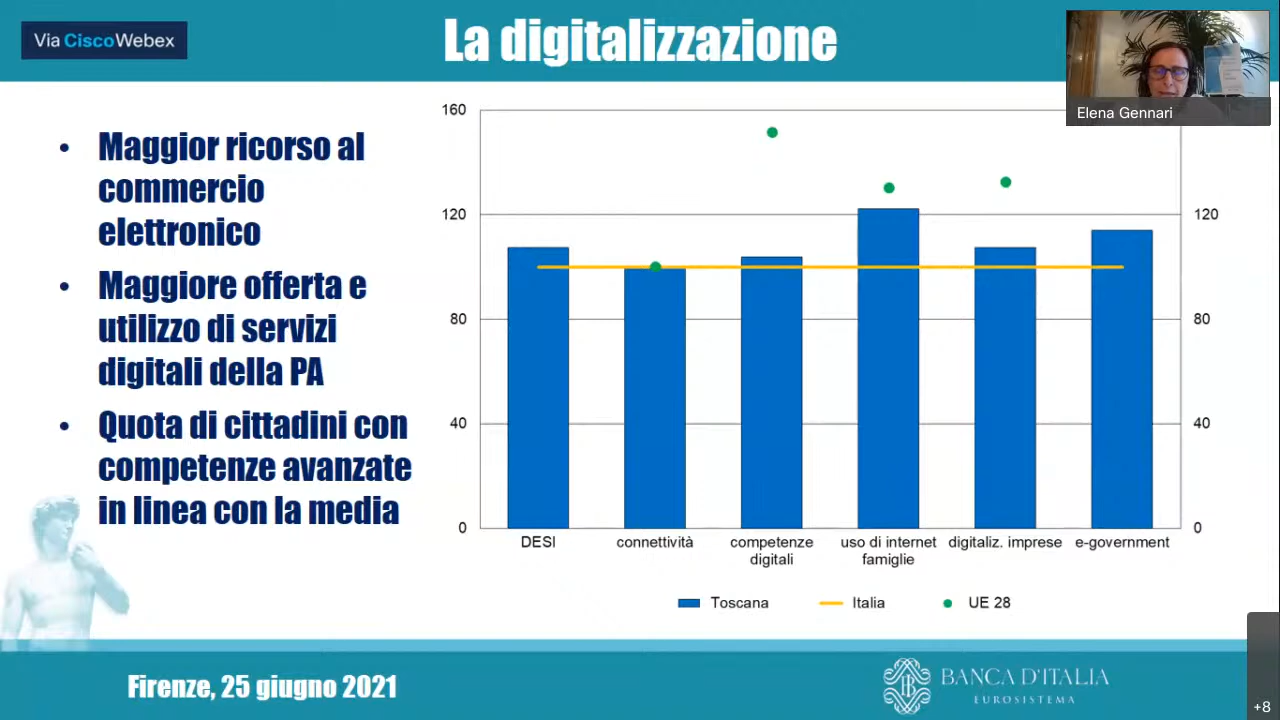 Via CiscoWebex
La digitalizzazione
Elena Gennari
• Maggior ricorso al
commercio
elettronico
• Maggiore offerta e
utilizzo di servizi
digitali della PA
• Quota di cittadini con
competenze avanzate
in linea con la media
160
120
80
40
0
120
80
40
0
DESI
connettività
competenze
digitali
uso di internet
famiglie
digitaliz. imprese
e-government
Toscana
Italia
UE 28
Firenze, 25 giugno 2021
BANCA D'ITALIA
EUROSISTEMA
+8